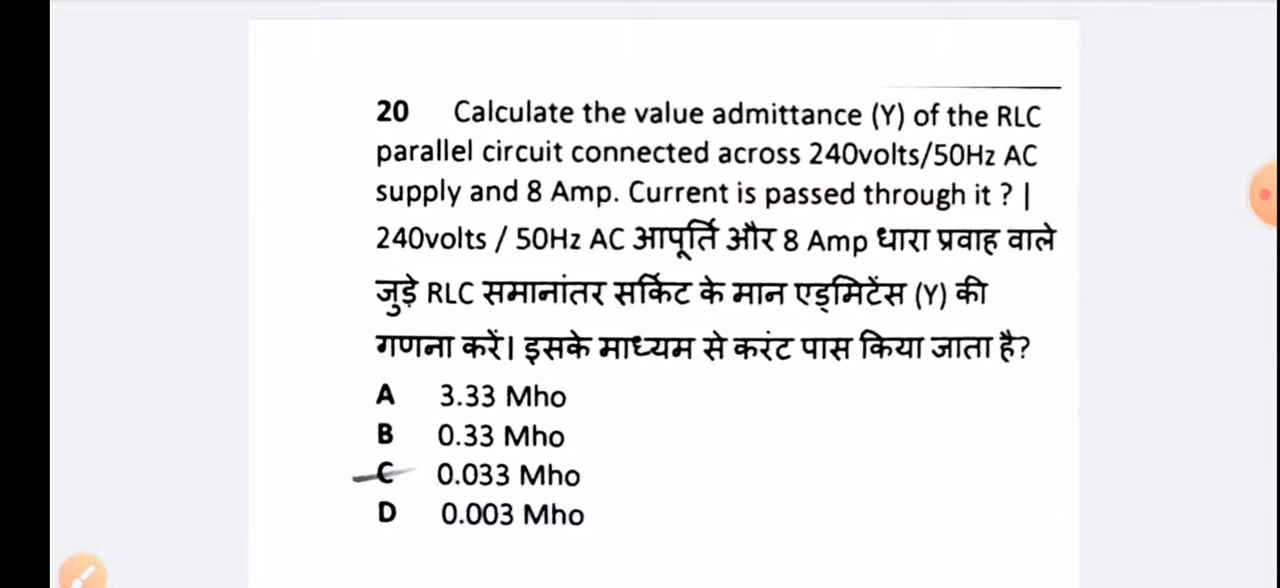 20 Calculate the value admittance (Y) of the RLC
parallel circuit connected across 240volts/50Hz AC
supply and 8 Amp. Current is passed through it ? |
240volts / 50Hz AC आपूर्ति और 8 Amp धारा प्रवाह वाले
जुड़े RLC समानांतर सर्किट के मान एड्मिटेंस (Y) की
गणना करें। इसके माध्यम से करंट पास किया जाता है?
A 3.33 Mho
B 0.33 Mho
C 0.033 Mho
D 0.003 Mho